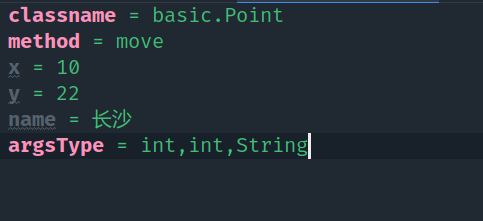 classname = basic.Point
method = move
x = 10
y = 22
name = 长沙
argsType = int,int,String